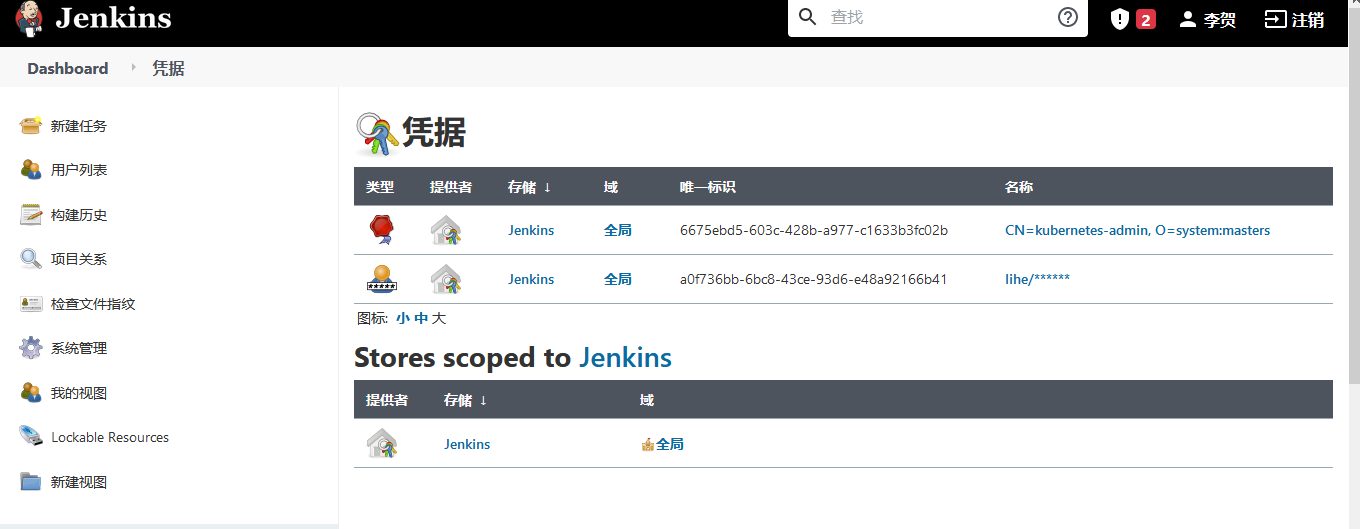 Jenkins
查找
2
李贺
注销
Dashboard
凭据
新建任务
用户列表
构建历史
项目关系
检查文件指纹
系统管理
我的视图
Lockable Resources
新建视图
凭据
类型 提供者 存储 ↓ 域 唯一标识 名称
Jenkins 全局 6675ebd5-603c-428b-a977-c1633b3fc02b CN=kubernetes-admin, O=system:masters
Jenkins 全局 a0f736bb-6bc8-43ce-93d6-e48a92166b41 lihe/******
图标: 小 中 大
Stores scoped to Jenkins
提供者 存储 ↓ 域
Jenkins 全局